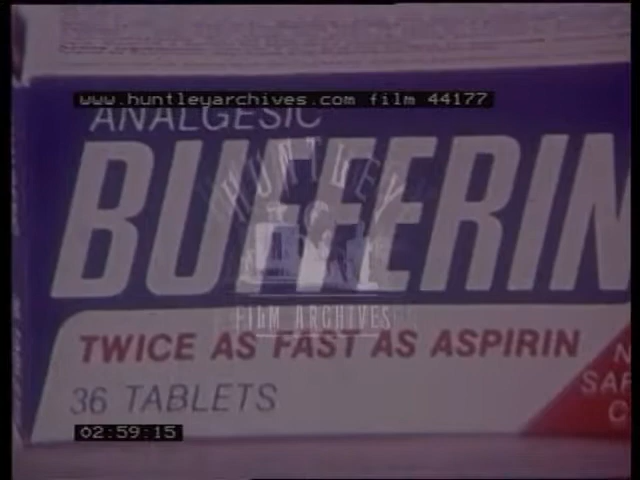 www.huntleyarchives.com film 44177
ANALGESIC
BUFFERIN
HUNTLEY
FILM ARCHIVES
TWICE AS FAST AS ASPIRIN
36 TABLETS
02:59:15